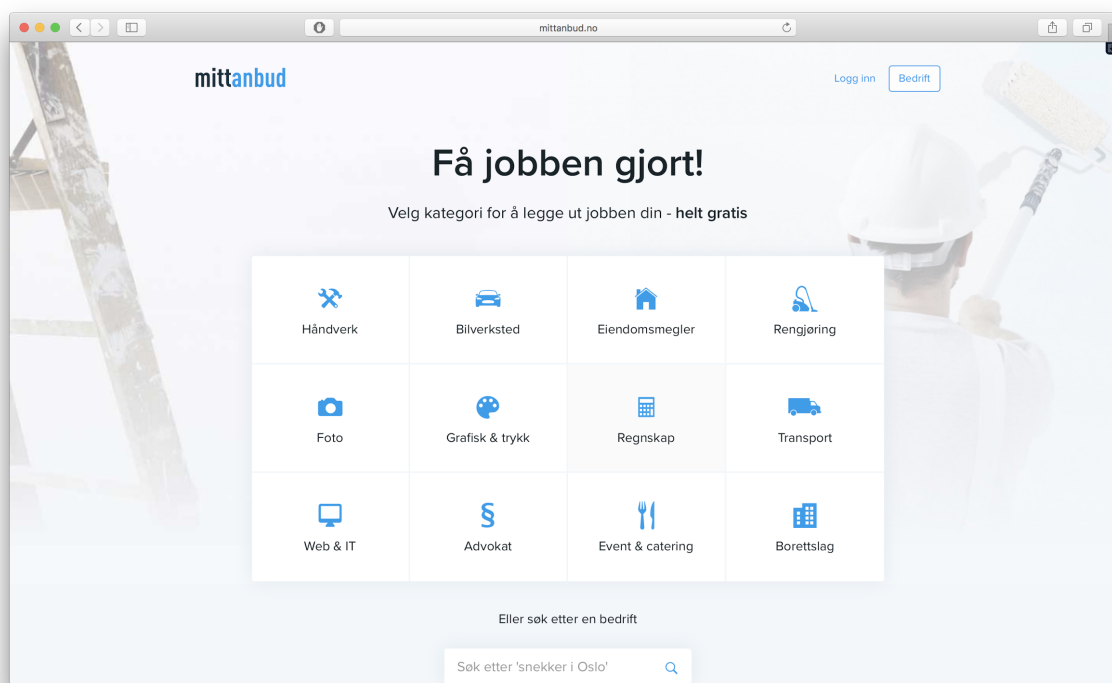 mittanbud.no
mittanbud
Logg inn
Bedrift
Få jobben gjort!
Velg kategori for å legge ut jobben din - helt gratis
Håndverk
Bilverksted
Eiendomsmegler
Rengjøring
Foto
Grafisk & trykk
Regnskap
Transport
§
Web & IT
Advokat
Event & catering
Borettslag
Eller søk etter en bedrift
Søk etter 'snekker i Oslo'